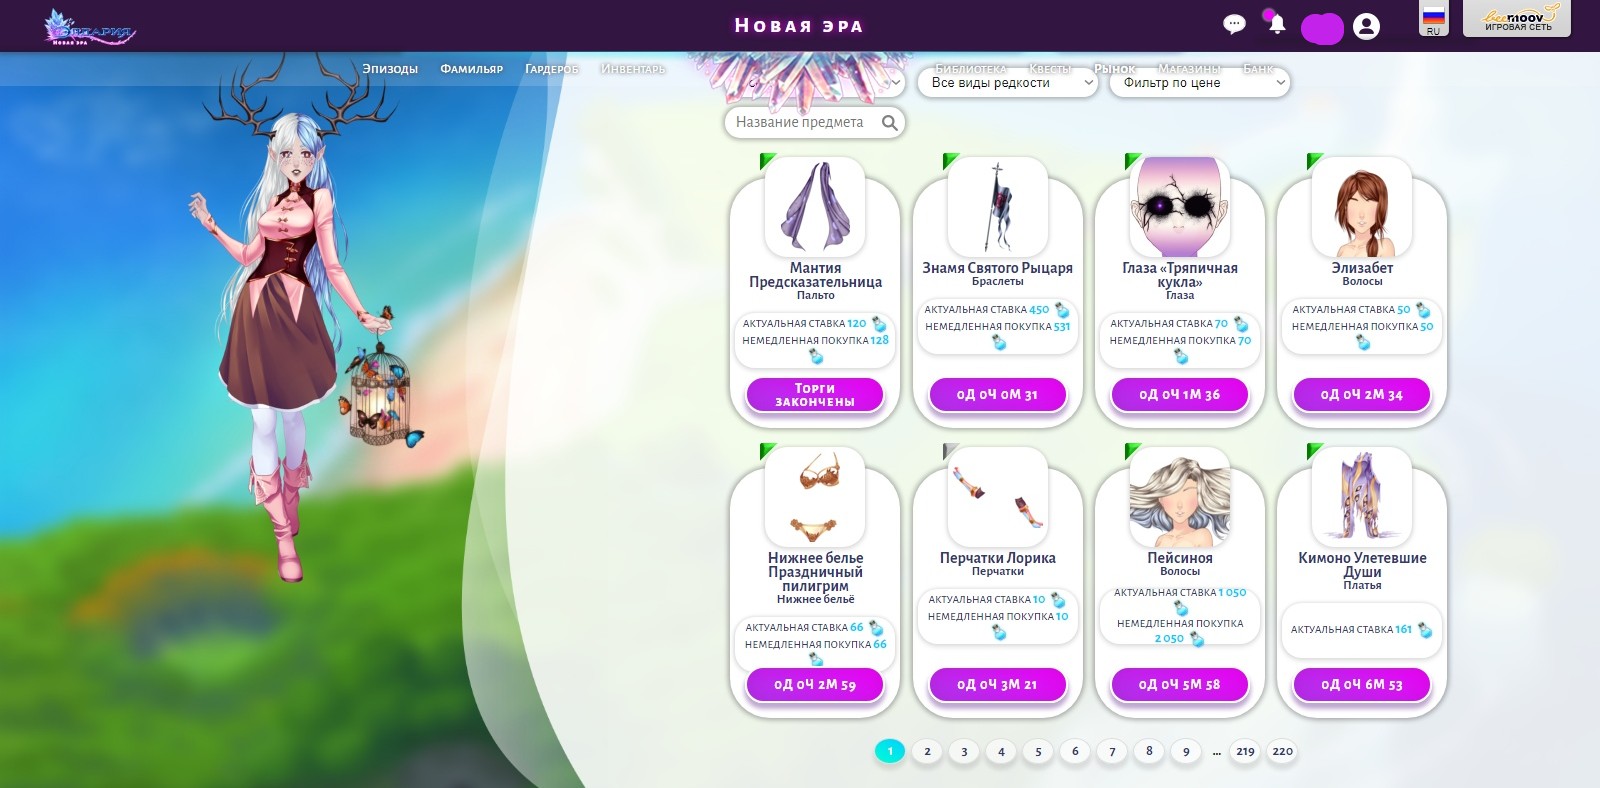 Новая эра
RU
beemoov
ИГРОВАЯ СЕТЬ
Эльдария
Новая эра
Эпизоды Фамильяр Гардероб Инвентарь Библиотека Квесты Рынок Магазины Банк
Все виды редкости Фильтр по цене
Название предмета
Мантия
Предсказательница
Пальто
АКТУАЛЬНАЯ СТАВКА 120
НЕМЕДЛЕННАЯ ПОКУПКА 128
Торги
закончены
Знамя Святого Рыцаря
Браслеты
АКТУАЛЬНАЯ СТАВКА 450
НЕМЕДЛЕННАЯ ПОКУПКА 531
0Д 0Ч 0М 31
Глаза «Тряпичная
кукла»
Глаза
АКТУАЛЬНАЯ СТАВКА 70
НЕМЕДЛЕННАЯ ПОКУПКА 70
0Д 0Ч 1М 36
Элизабет
Волосы
АКТУАЛЬНАЯ СТАВКА 50
НЕМЕДЛЕННАЯ ПОКУПКА 50
0Д 0Ч 2М 34
Нижнее белье
Праздничный
пилигрим
Нижнее бельё
АКТУАЛЬНАЯ СТАВКА 66
НЕМЕДЛЕННАЯ ПОКУПКА 66
0Д 0Ч 2М 59
Перчатки Лорика
Перчатки
АКТУАЛЬНАЯ СТАВКА 10
НЕМЕДЛЕННАЯ ПОКУПКА 10
0Д 0Ч 3М 21
Пейсиноя
Волосы
АКТУАЛЬНАЯ СТАВКА 1 050
НЕМЕДЛЕННАЯ ПОКУПКА
2 050
0Д 0Ч 5М 58
Кимоно Улетевшие
Души
Платья
АКТУАЛЬНАЯ СТАВКА 161
0Д 0Ч 6М 53
1 2 3 4 5 6 7 8 9 ... 219 220